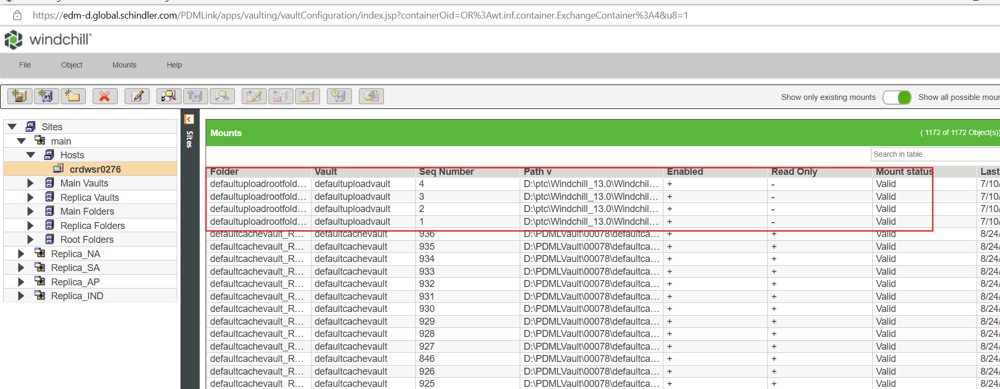 https://edm-d.global.schindler.com/PDMLink/apps/vaulting/vaultConfiguration/index.jsp?containerOid=OR%3Awt.inf.container.ExchangeContainer%3A4&u8=1
windchill
File Object Mounts Help
Show only existing mounts Show all possible
Sites
main
Hosts
crdwsr0276
Main Vaults
Replica Vaults
Main Folders
Replica Folders
Root Folders
Replica_NA
Replica_SA
Replica_AP
Replica_IND
Sites
Mounts ( 1172 of 1172 Object(s))
Search in table
Folder Vault Seq Number Path v Enabled Read Only Mount status Last
defaultuploadrootfold... defaultuploadvault 4 D:\ptc\Windchill_13.0\Windchil... + - Valid 7/10/
defaultuploadrootfold... defaultuploadvault 3 D:\ptc\Windchill_13.0\Windchil... + - Valid 7/10/
defaultuploadrootfold... defaultuploadvault 2 D:\ptc\Windchill_13.0\Windchil... + - Valid 7/10/
defaultuploadrootfold... defaultuploadvault 1 D:\ptc\Windchill_13.0\Windchil... + - Valid 7/10/
defaultcachevault_R... defaultcachevault 936 D:\PDMLVault\00078\defaultca... + + Valid 8/24/
defaultcachevault_R... defaultcachevault 935 D:\PDMLVault\00078\defaultca... + + Valid 8/24/
defaultcachevault_R... defaultcachevault 934 D:\PDMLVault\00078\defaultca... + + Valid 8/24/
defaultcachevault_R... defaultcachevault 933 D:\PDMLVault\00078\defaultca... + + Valid 8/24/
defaultcachevault_R... defaultcachevault 932 D:\PDMLVault\00078\defaultca... + + Valid 8/24/
defaultcachevault_R... defaultcachevault 931 D:\PDMLVault\00078\defaultca... + + Valid 8/24/
defaultcachevault_R... defaultcachevault 930 D:\PDMLVault\00078\defaultca... + + Valid 8/24/
defaultcachevault_R... defaultcachevault 929 D:\PDMLVault\00078\defaultca... + + Valid 8/24/
defaultcachevault_R... defaultcachevault 928 D:\PDMLVault\00078\defaultca... + + Valid 8/24/
defaultcachevault_R... defaultcachevault 927 D:\PDMLVault\00078\defaultca... + + Valid 8/24/
defaultcachevault_R... defaultcachevault 846 D:\PDMLVault\00078\defaultca... + + Valid 8/24/
defaultcachevault_R... defaultcachevault 926 D:\PDMLVault\00078\defaultca... + + Valid 8/24/
defaultcachevault_R... defaultcachevault 925 D:\PDMLVault\00078\defaultca... + + Valid 8/24/